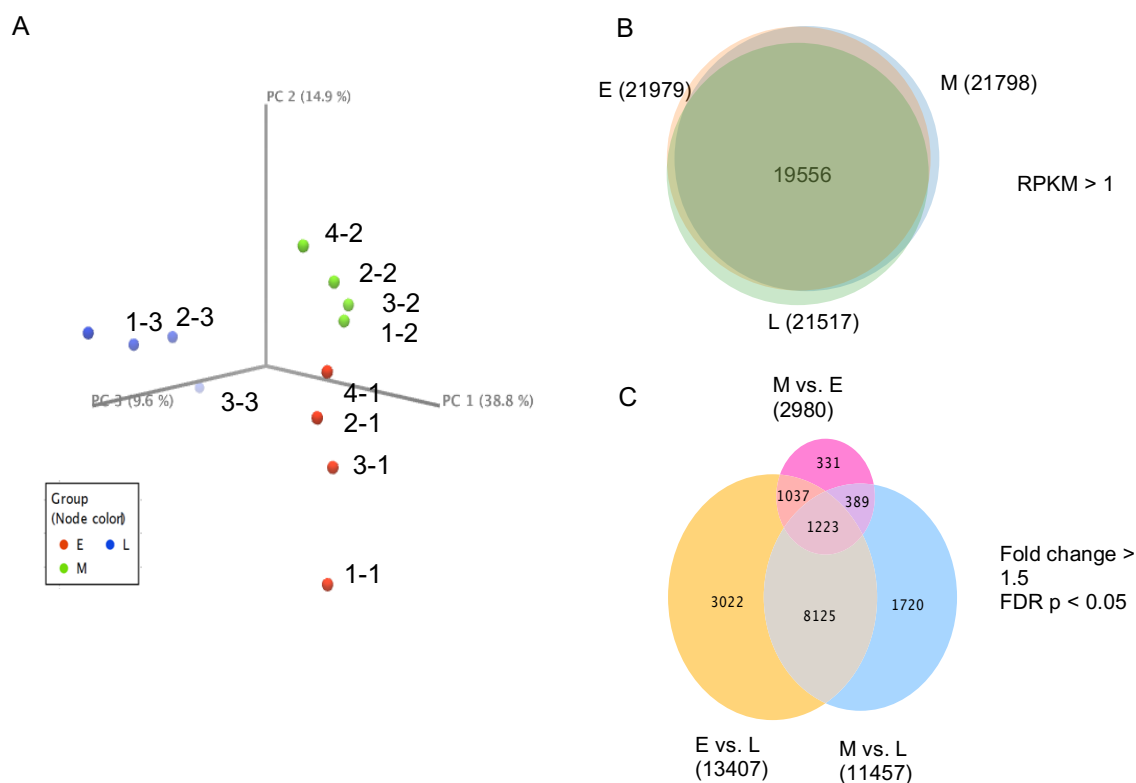 A
PC 2 (14.9 %)
4-2
2-2
3-2
1-2
1-3
2-3
3-3
PC 3 (9.6 %)
4-1
PC 1 (38.8 %)
2-1
3-1
1-1
Group
(Node color)
E
L
M
B
E (21979)
M (21798)
19556
RPKM > 1
L (21517)
C
M vs. E
(2980)
331
1037
389
1223
3022
8125
1720
Fold change >
1.5
FDR p < 0.05
E vs. L
(13407)
M vs. L
(11457)